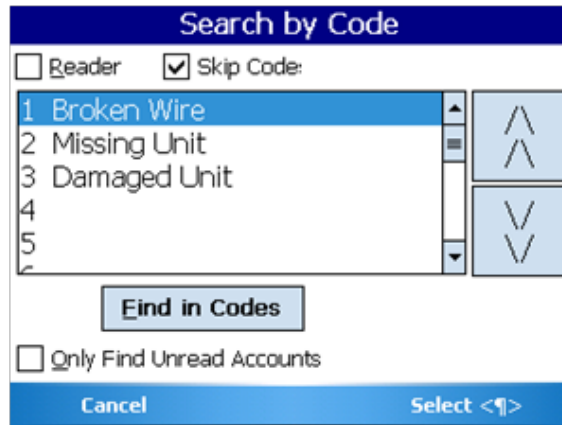 Search by Code
Reader Skip Code:
1 Broken Wire
2 Missing Unit
3 Damaged Unit
4
5
Find in Codes
Only Find Unread Accounts
Cancel Select <¶>